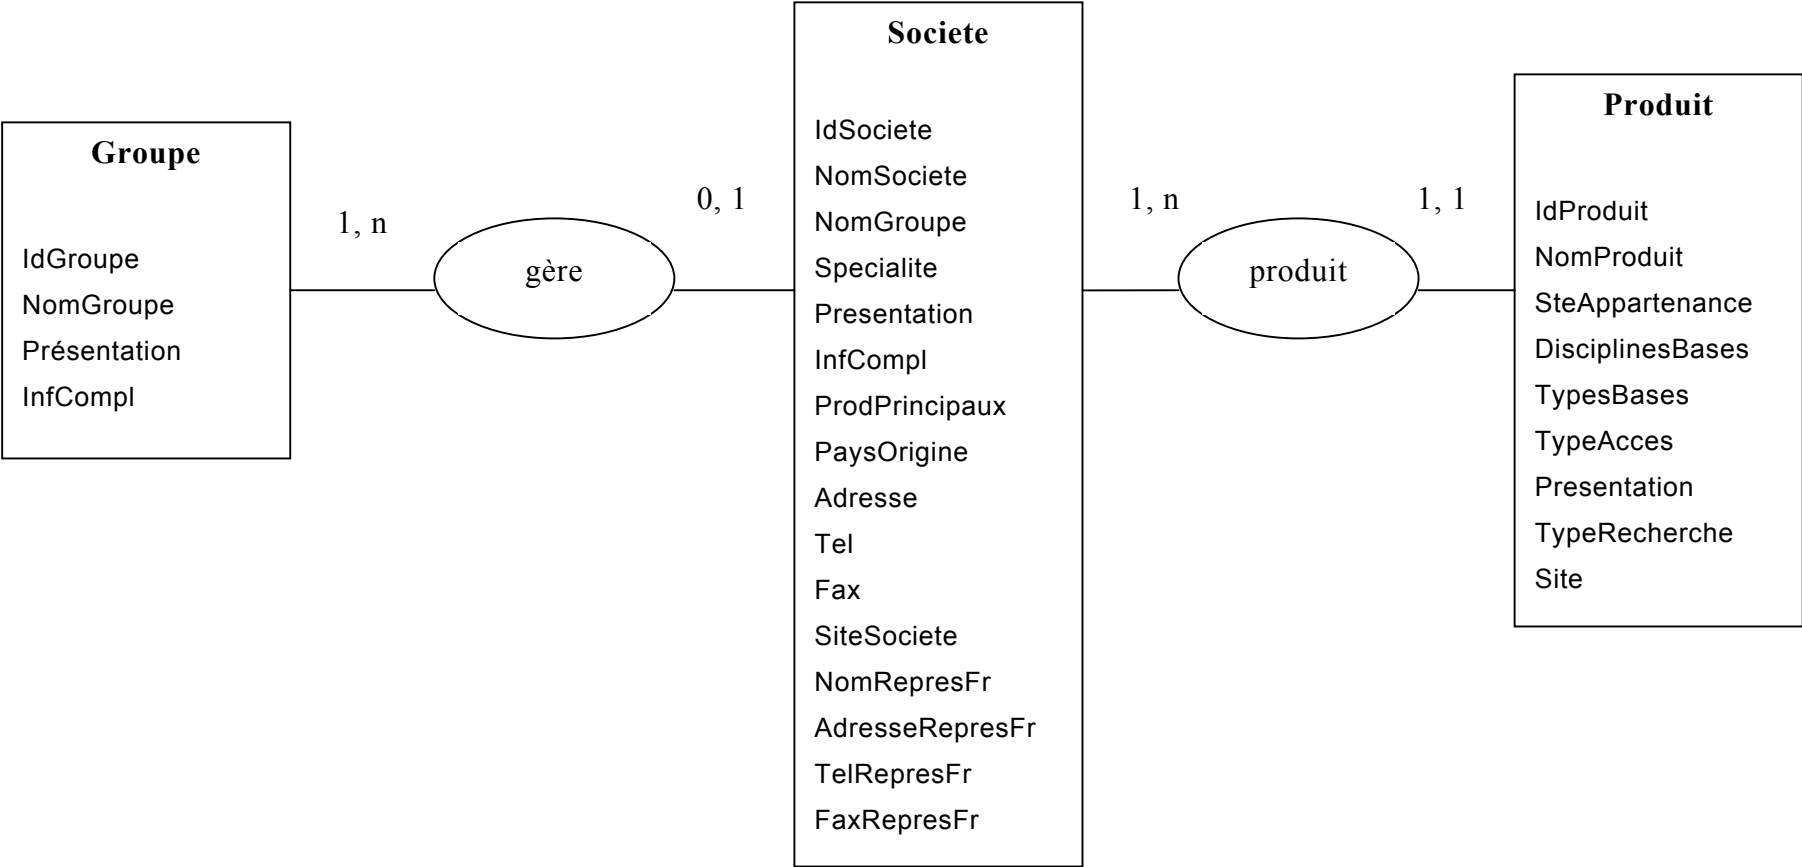 Groupe
IdGroupe
NomGroupe
Présentation
InfCompl
1, n
gère
0, 1
Societe
IdSociete
NomSociete
NomGroupe
Specialite
Presentation
InfCompl
ProdPrincipaux
PaysOrigine
Adresse
Tel
Fax
SiteSociete
NomRepresFr
AdresseRepresFr
TelRepresFr
FaxRepresFr
1, n
produit
1, 1
Produit
IdProduit
NomProduit
SteAppartenance
DisciplinesBases
TypesBases
TypeAcces
Presentation
TypeRecherche
Site